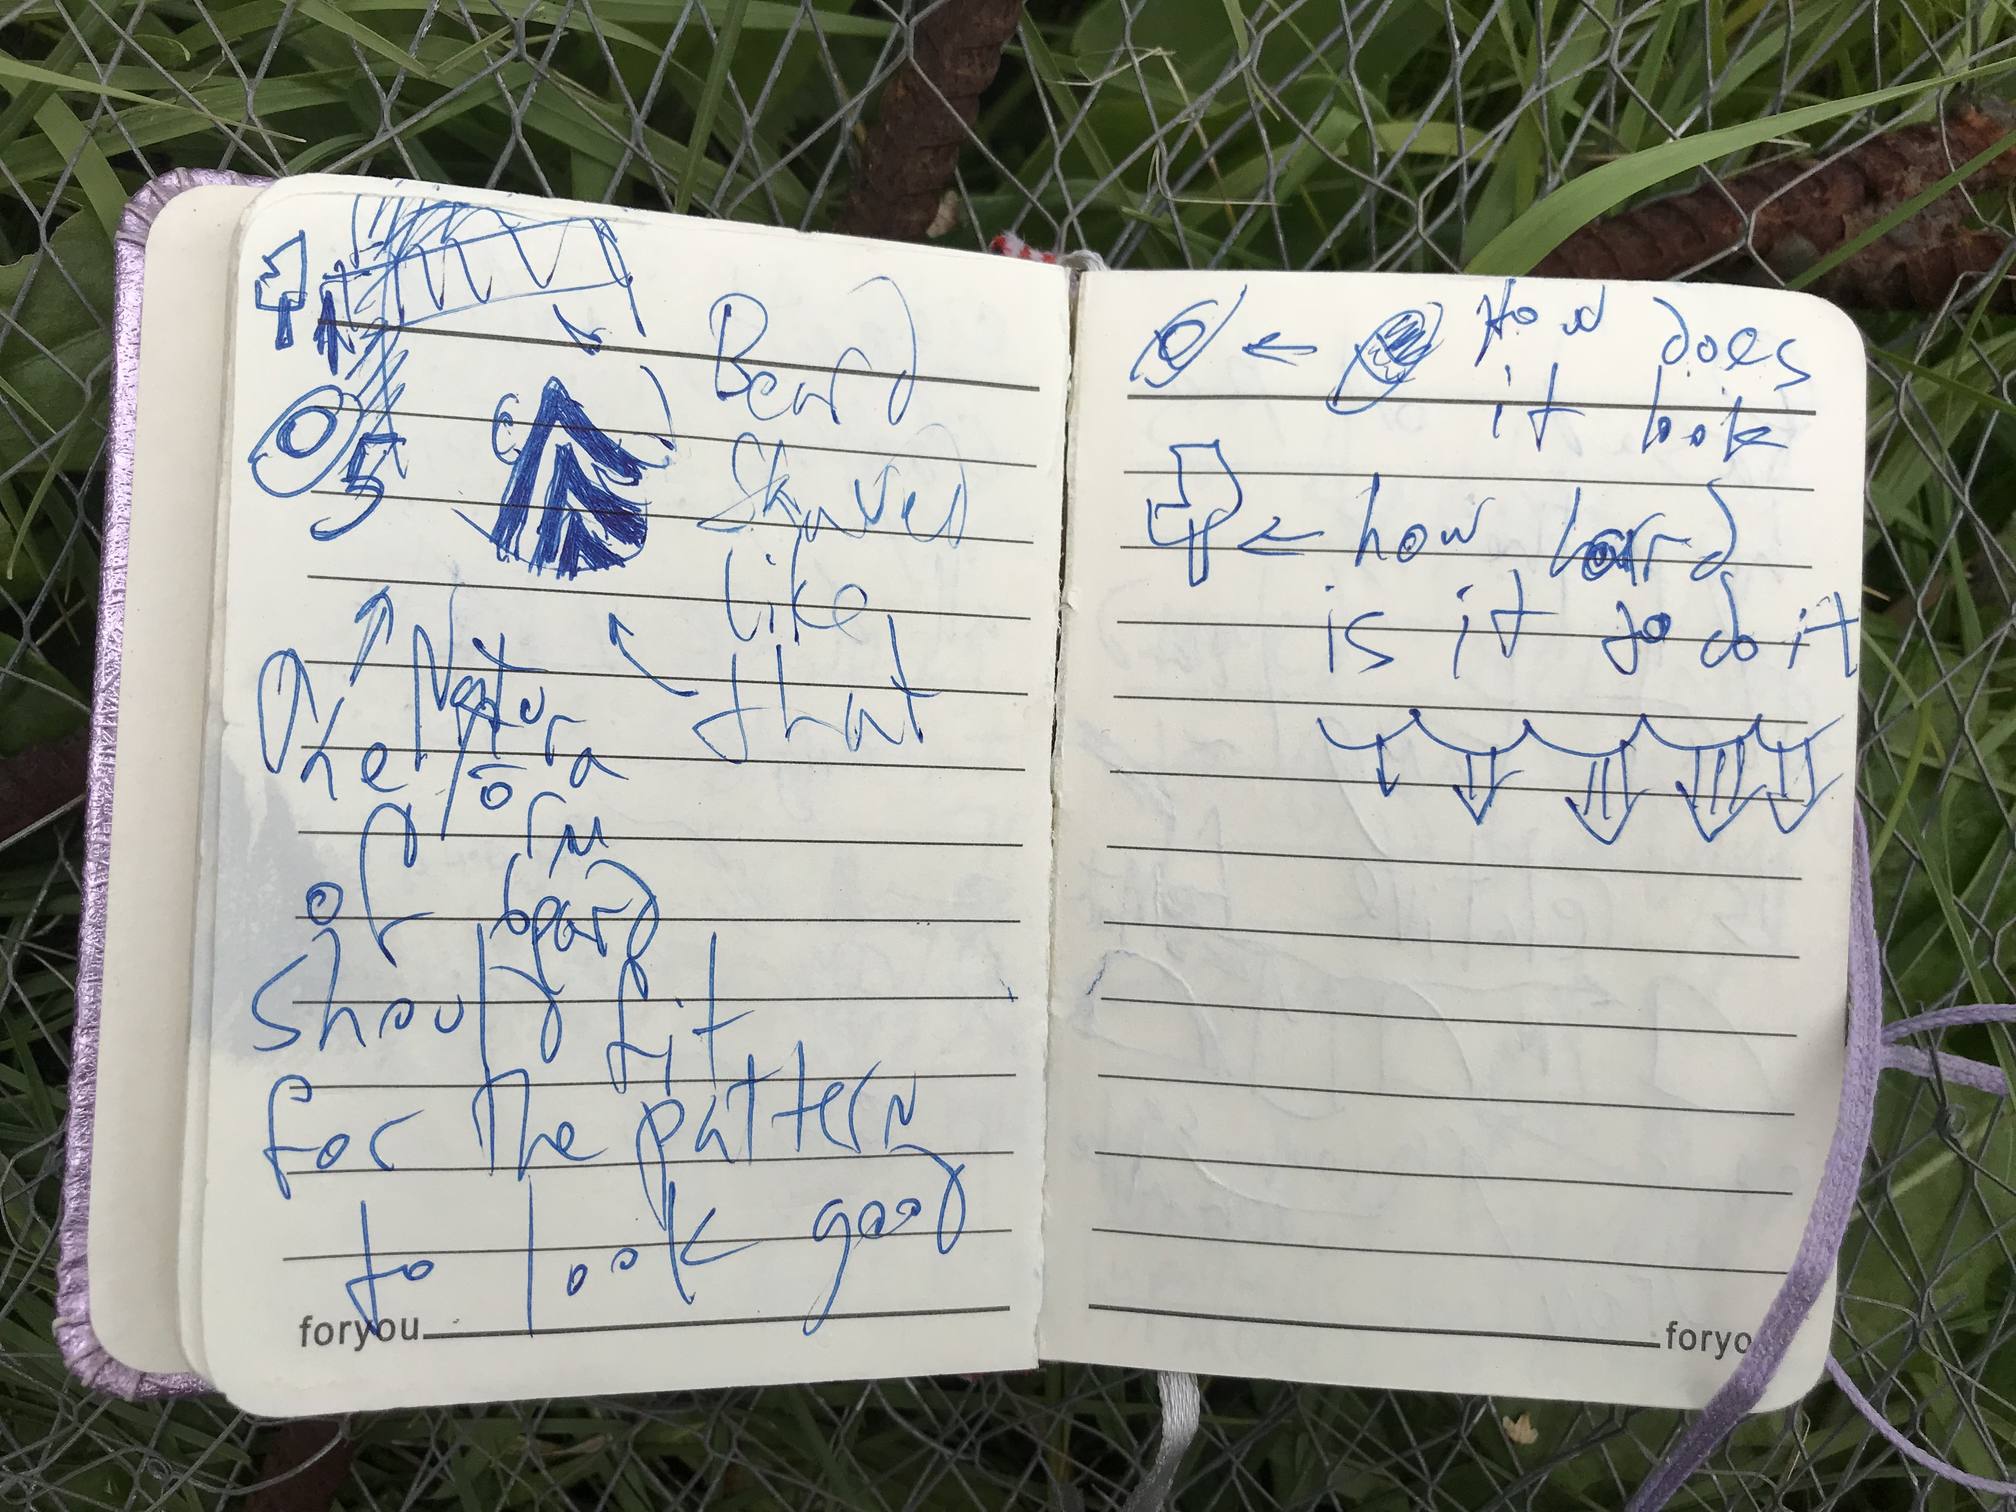 Beard
5
Shaved
like
that
The Natura
form
of beard
should fit
for the pattern
to look good
foryou
How does
it look
how hard
is it to do it
foryo